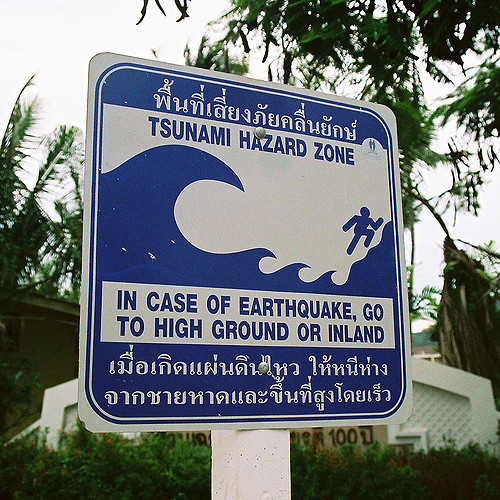 พื้นที่เสี่ยงภัยคลื่นยักษ์
TSUNAMI HAZARD ZONE
IN CASE OF EARTHQUAKE, GO
TO HIGH GROUND OR INLAND
เมื่อเกิดแผ่นดินไหว ให้หนีห่าง
จากชายหาดและขึ้นที่สูงโดยเร็ว
100 ปี